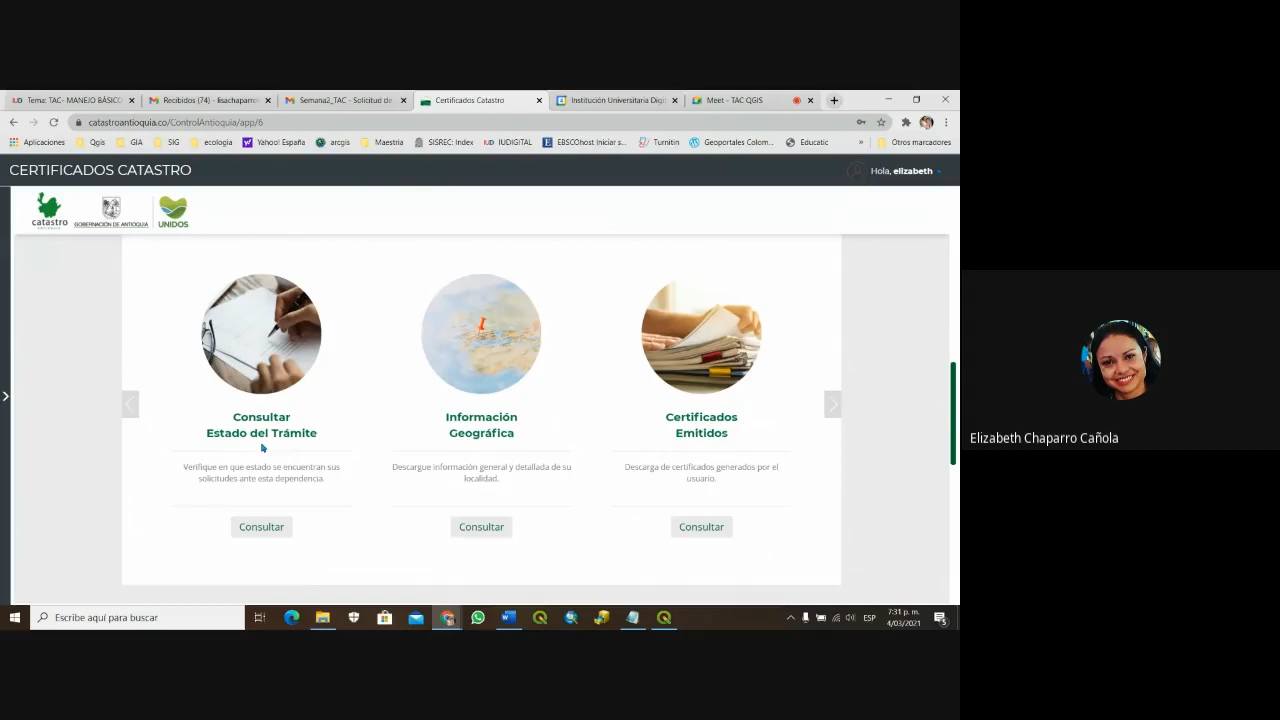 Tema: TAC- MANEJO BÁSICO
Recibidos (74) - lisachaparro
Semana2_TAC - Solicitud de
Certificados Catastro
Institución Universitaria Digit
Meet – TAC QGIS
catastroantioquia.co/ControlAntioquia/app/6
Aplicaciones
Qgis
GIA
SIG
ecologia
Yahoo! España
arcgis
Maestria
SISREC: Index
IUDIGITAL
EBSCOhost Iniciar s...
Turnitin
Geoportales Colom...
Educatic
»
Otros marcadores
CERTIFICADOS CATASTRO
Hola, elizabeth
catastro
GOBERNACIÓN DE ANTIOQUIA
UNIDOS
Consultar
Estado del Trámite
Verifique en que estado se encuentran sus
solicitudes ante esta dependencia.
Consultar
Información
Geográfica
Descargue información general y detallada de su
localidad.
Consultar
Certificados
Emitidos
Descarga de certificados generados por el
usuario.
Consultar
Elizabeth Chaparro Cañola
Escribe aquí para buscar
ESP
7:31 p. m.
4/03/2021